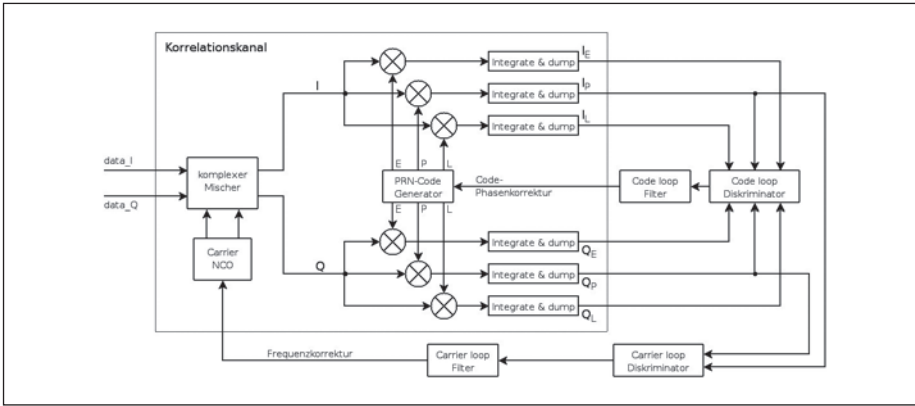 Korrelationskanal
I
Integrate & dump
I_E
Integrate & dump
I_P
Integrate & dump
I_L
data_I
data_Q
komplexer
Mischer
E P L
PRN-Code
Generator
E P L
Code-
Phasenkorrektur
Code loop
Filter
Code loop
Diskriminator
Carrier
NCO
Q
Integrate & dump
Q_E
Integrate & dump
Q_P
Integrate & dump
Q_L
Frequenzkorrektur
Carrier loop
Filter
Carrier loop
Diskriminator